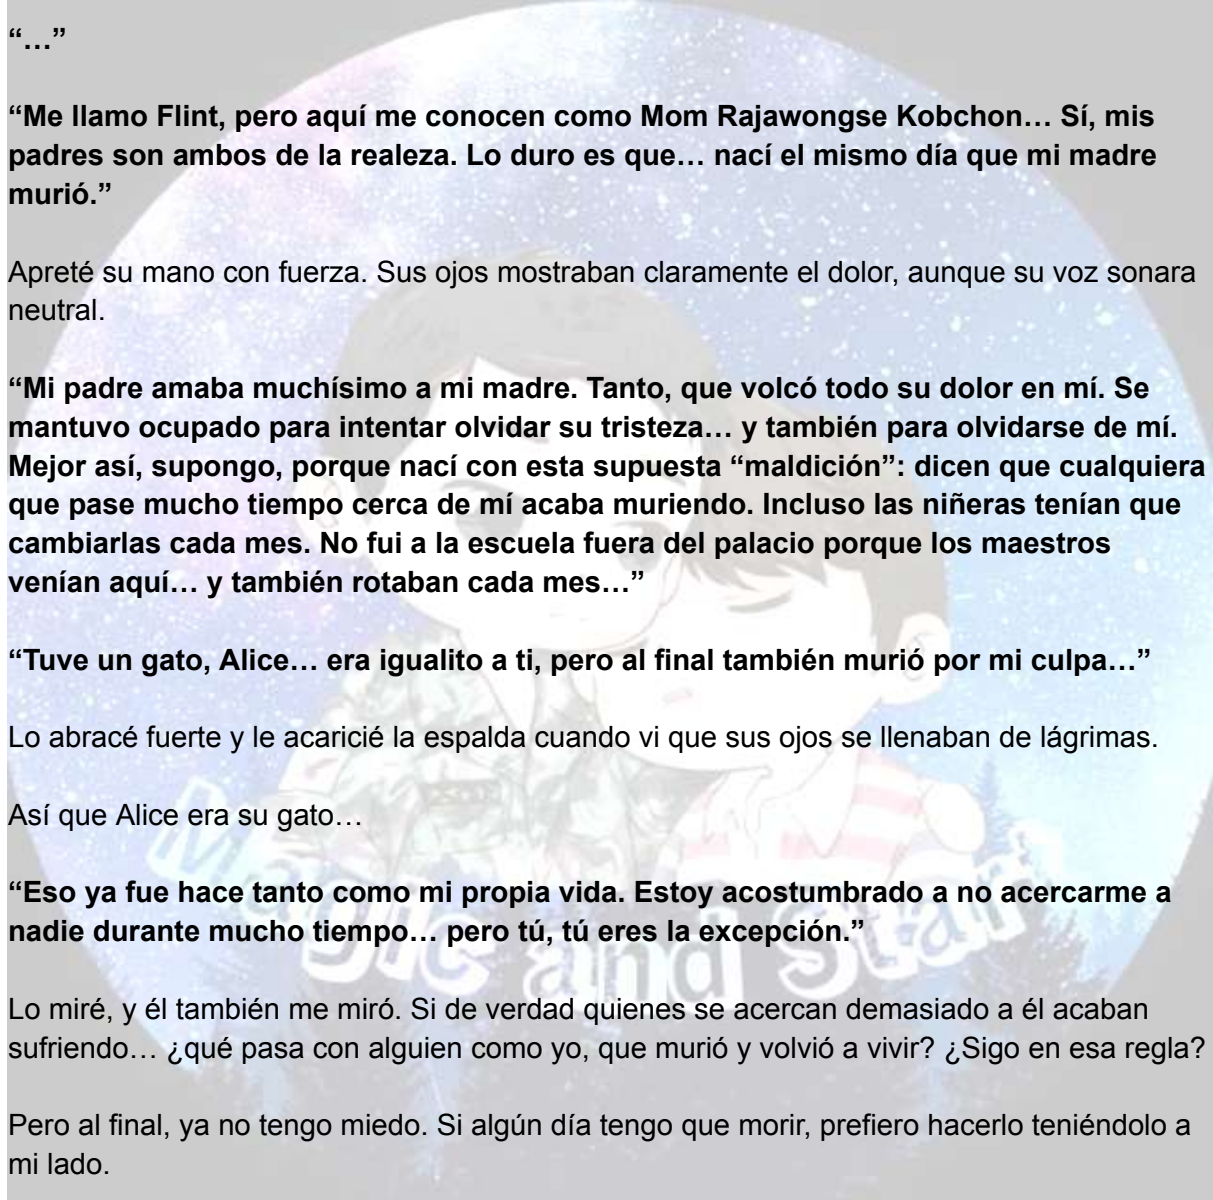 “…”
“Me llamo Flint, pero aquí me conocen como Mom Rajawongse Kobchon… Sí, mis
padres son ambos de la realeza. Lo duro es que… nací el mismo día que mi madre
murió.”
Apreté su mano con fuerza. Sus ojos mostraban claramente el dolor, aunque su voz sonara
neutral.
“Mi padre amaba muchísimo a mi madre. Tanto, que volcó todo su dolor en mí. Se
mantuvo ocupado para intentar olvidar su tristeza… y también para olvidarse de mí.
Mejor así, supongo, porque nací con esta supuesta “maldición”: dicen que cualquiera
que pase mucho tiempo cerca de mí acaba muriendo. Incluso las niñeras tenían que
cambiarlas cada mes. No fui a la escuela fuera del palacio porque los maestros
venían aquí… y también rotaban cada mes…”
“Tuve un gato, Alice… era igualito a ti, pero al final también murió por mi culpa…”
Lo abracé fuerte y le acaricié la espalda cuando vi que sus ojos se llenaban de lágrimas.
Así que Alice era su gato…
“Eso ya fue hace tanto como mi propia vida. Estoy acostumbrado a no acercarme a
nadie durante mucho tiempo… pero tú, tú eres la excepción.”
Lo miré, y él también me miró. Si de verdad quienes se acercan demasiado a él acaban
sufriendo… ¿qué pasa con alguien como yo, que murió y volvió a vivir? ¿Sigo en esa regla?
Pero al final, ya no tengo miedo. Si algún día tengo que morir, prefiero hacerlo teniéndolo a
mi lado.
Magic and Stars